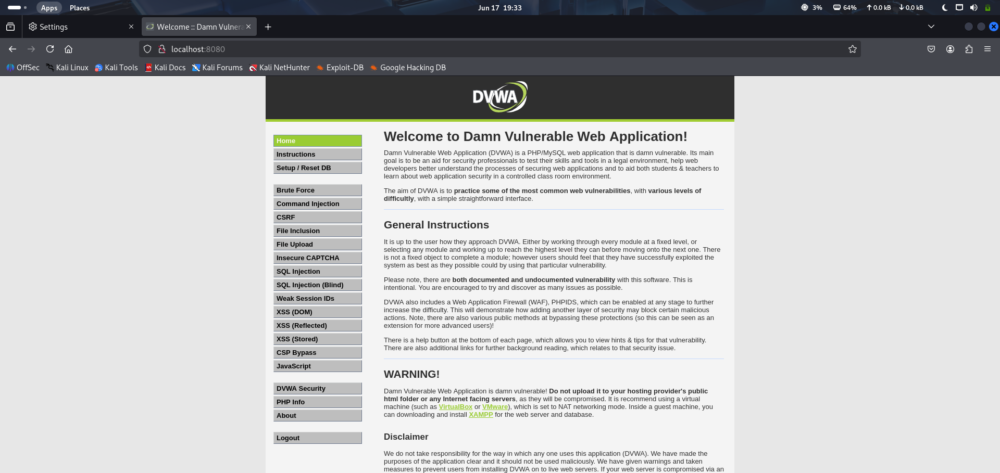 Apps Places Jun 17 19:33 3% 64% 0.0 kB 0.0 kB
Settings Welcome :: Damn Vulnera
localhost:8080
OffSec Kali Linux Kali Tools Kali Docs Kali Forums Kali NetHunter Exploit-DB Google Hacking DB
DVWA
Home
Instructions
Setup / Reset DB
Brute Force
Command Injection
CSRF
File Inclusion
File Upload
Insecure CAPTCHA
SQL Injection
SQL Injection (Blind)
Weak Session IDs
XSS (DOM)
XSS (Reflected)
XSS (Stored)
CSP Bypass
JavaScript
DVWA Security
PHP Info
About
Logout
Welcome to Damn Vulnerable Web Application!
Damn Vulnerable Web Application (DVWA) is a PHP/MySQL web application that is damn vulnerable. Its main
goal is to be an aid for security professionals to test their skills and tools in a legal environment, help web
developers better understand the processes of securing web applications and to aid both students & teachers to
learn about web application security in a controlled class room environment.
The aim of DVWA is to practice some of the most common web vulnerabilities, with various levels of
difficultly, with a simple straightforward interface.
General Instructions
It is up to the user how they approach DVWA. Either by working through every module at a fixed level, or
selecting any module and working up to reach the highest level they can before moving onto the next one. There
is not a fixed object to complete a module; however users should feel that they have successfully exploited the
system as best as they possible could by using that particular vulnerability.
Please note, there are both documented and undocumented vulnerability with this software. This is
intentional. You are encouraged to try and discover as many issues as possible.
DVWA also includes a Web Application Firewall (WAF), PHPIDS, which can be enabled at any stage to further
increase the difficulty. This will demonstrate how adding another layer of security may block certain malicious
actions. Note, there are also various public methods at bypassing these protections (so this can be seen as an
extension for more advanced users)!
There is a help button at the bottom of each page, which allows you to view hints & tips for that vulnerability.
There are also additional links for further background reading, which relates to that security issue.
WARNING!
Damn Vulnerable Web Application is damn vulnerable! Do not upload it to your hosting provider's public
html folder or any Internet facing servers, as they will be compromised. It is recommend using a virtual
machine (such as VirtualBox or VMware), which is set to NAT networking mode. Inside a guest machine, you
can downloading and install XAMPP for the web server and database.
Disclaimer
We do not take responsibility for the way in which any one uses this application (DVWA). We have made the
purposes of the application clear and it should not be used maliciously. We have given warnings and taken
measures to prevent users from installing DVWA on to live web servers. If your web server is compromised via an